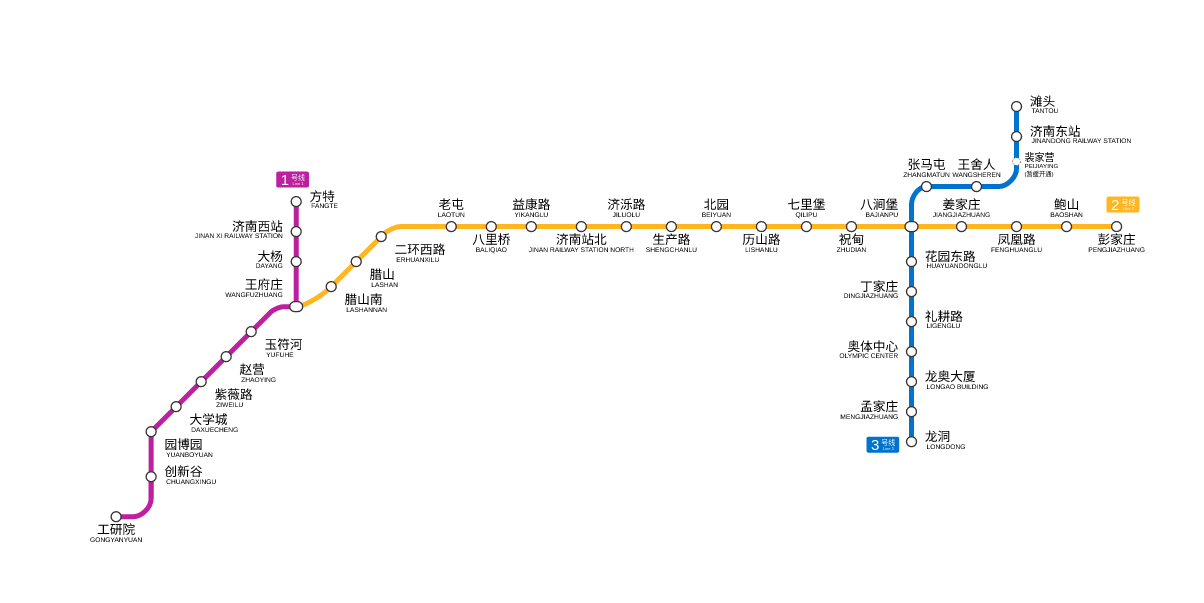 滩头
TANTOU
济南东站
JINANDONG RAILWAY STATION
裴家营
PEIJIAYING
(暂缓开通)
张马屯
ZHANGMATUN
王舍人
WANGSHEREN
1 号线
Line 1
方特
FANGTE
济南西站
JINAN XI RAILWAY STATION
大杨
DAYANG
王府庄
WANGFUZHUANG
玉符河
YUFUHE
赵营
ZHAOYING
紫薇路
ZIWEILU
大学城
DAXUECHENG
园博园
YUANBOYUAN
创新谷
CHUANGXINGU
工研院
GONGYANYUAN
腊山南
LASHANNAN
腊山
LASHAN
二环西路
ERHUANXILU
老屯
LAOTUN
八里桥
BALIQIAO
益康路
YIKANGLU
济南站北
JINAN RAILWAY STATION NORTH
济泺路
JILUOLU
生产路
SHENGCHANLU
北园
BEIYUAN
历山路
LISHANLU
七里堡
QILIPU
祝甸
ZHUDIAN
八涧堡
BAJIANPU
姜家庄
JIANGJIAZHUANG
凤凰路
FENGHUANGLU
鲍山
BAOSHAN
彭家庄
PENGJIAZHUANG
2 号线
Line 2
花园东路
HUAYUANDONGLU
丁家庄
DINGJIAZHUANG
礼耕路
LIGENGLU
奥体中心
OLYMPIC CENTER
龙奥大厦
LONGAO BUILDING
孟家庄
MENGJIAZHUANG
龙洞
LONGDONG
3 号线
Line 3